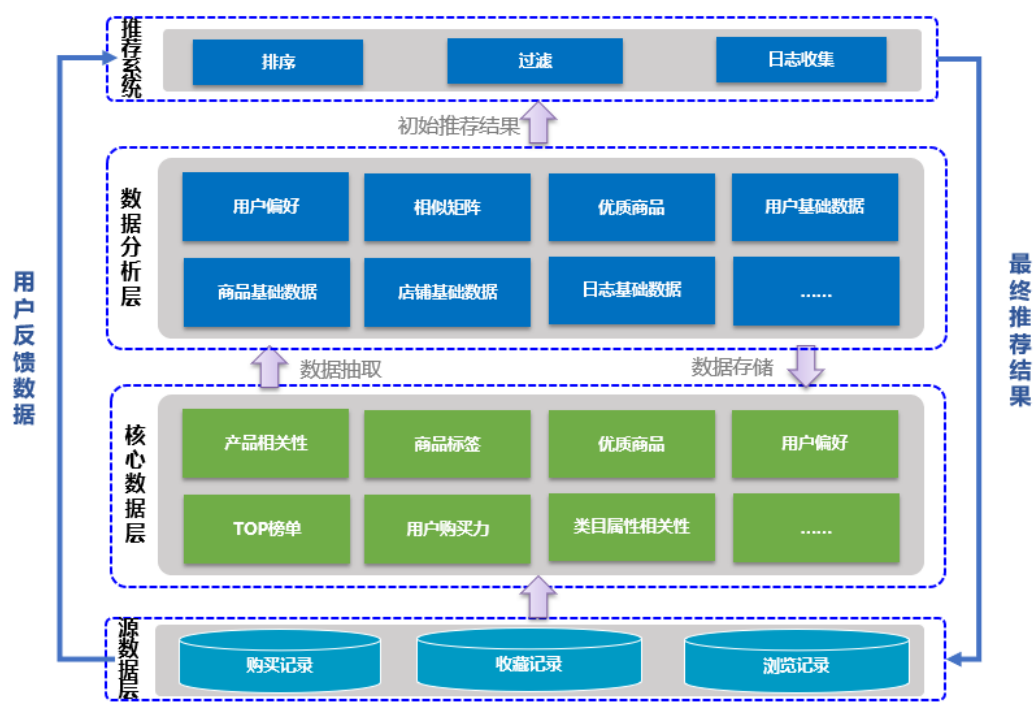 推荐系统
排序
过滤
日志收集
初始推荐结果
数据分析层
用户偏好
相似矩阵
优质商品
用户基础数据
商品基础数据
店铺基础数据
日志基础数据
……
用户反馈数据
最终推荐结果
数据抽取
数据存储
核心数据层
产品相关性
商品标签
优质商品
用户偏好
TOP榜单
用户购买力
类目属性相关性
……
源数据层
购买记录
收藏记录
浏览记录